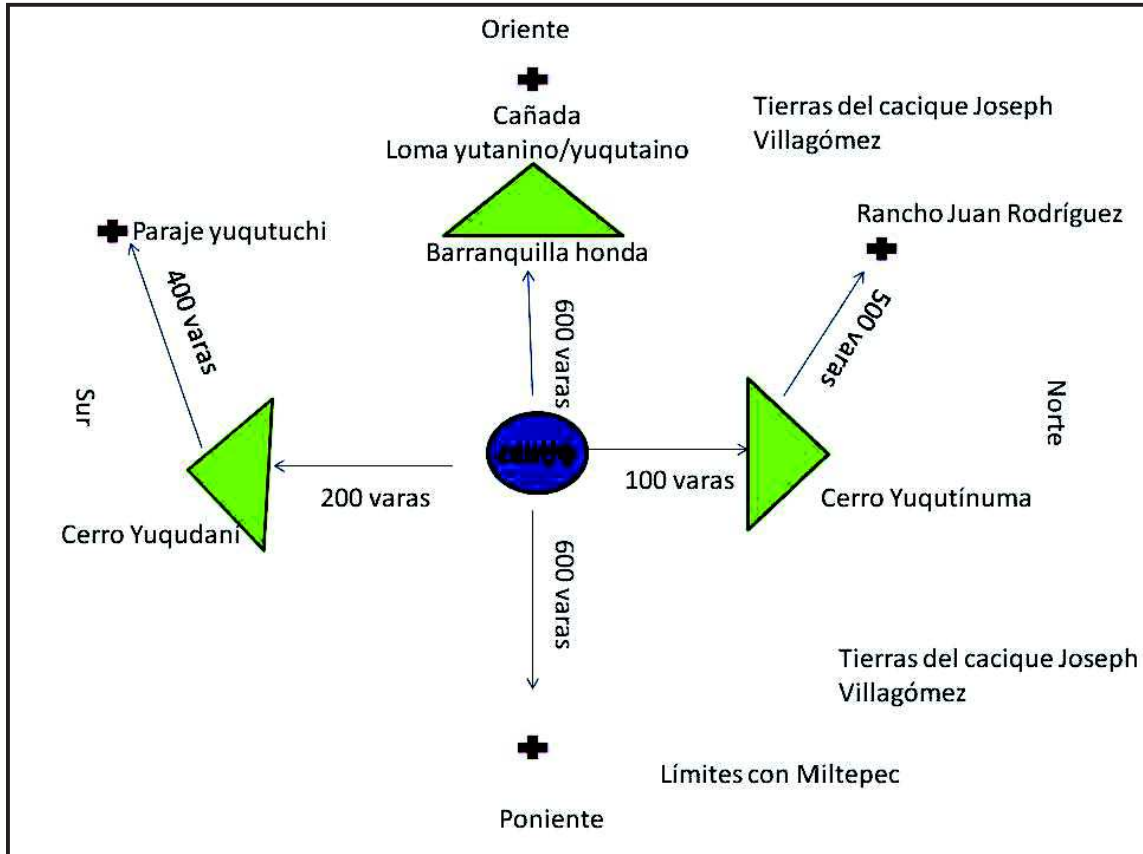 Oriente
Cañada
Loma yutanino/yuqutaino
Tierras del cacique Joseph
Villagómez
Paraje yuqutuchi
Rancho Juan Rodríguez
Barranquilla honda
400 varas
600 varas
500 varas
Sur
Norte
200 varas
100 varas
Cerro Yuqudaní
Cerro Yuqutínuma
600 varas
Tierras del cacique Joseph
Villagómez
Límites con Miltepec
Poniente